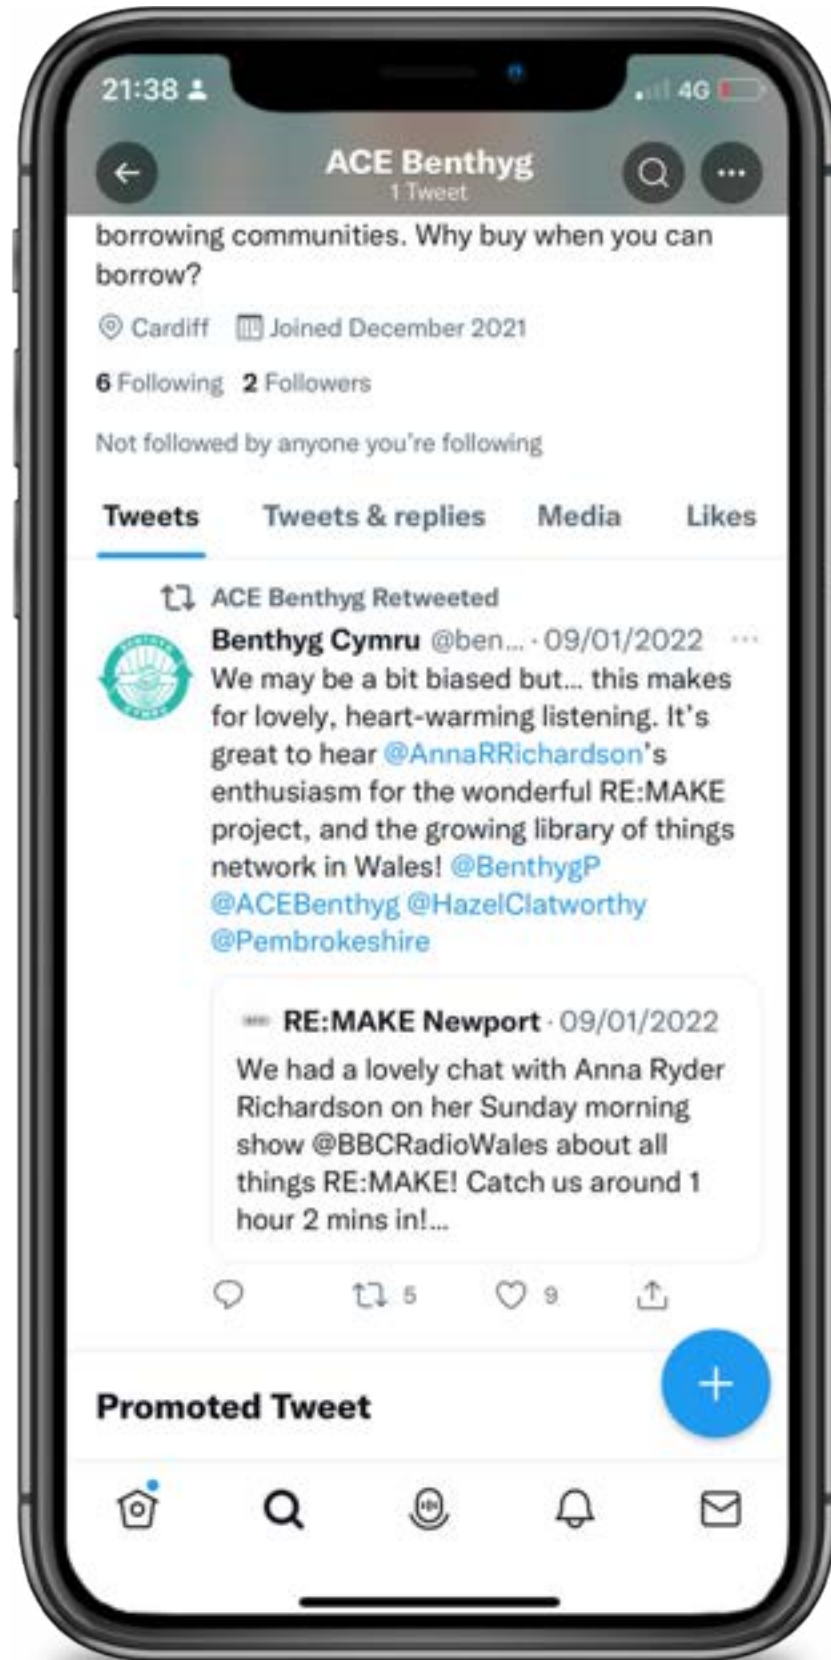 21:38 4G
ACE Benthyg
1 Tweet
borrowing communities. Why buy when you can
borrow?
Cardiff Joined December 2021
6 Following 2 Followers
Not followed by anyone you're following
Tweets Tweets & replies Media Likes
ACE Benthyg Retweeted
Benthyg Cymru @ben... · 09/01/2022 ...
BENTHYG
CYMRU
We may be a bit biased but... this makes
for lovely, heart-warming listening. It's
great to hear @AnnaRRichardson's
enthusiasm for the wonderful RE:MAKE
project, and the growing library of things
network in Wales! @BenthygP
@ACEBenthyg @HazelClatworthy
@Pembrokeshire
RE:MAKE Newport · 09/01/2022
We had a lovely chat with Anna Ryder
Richardson on her Sunday morning
show @BBCRadioWales about all
things RE:MAKE! Catch us around 1
hour 2 mins in!...
5 9
Promoted Tweet